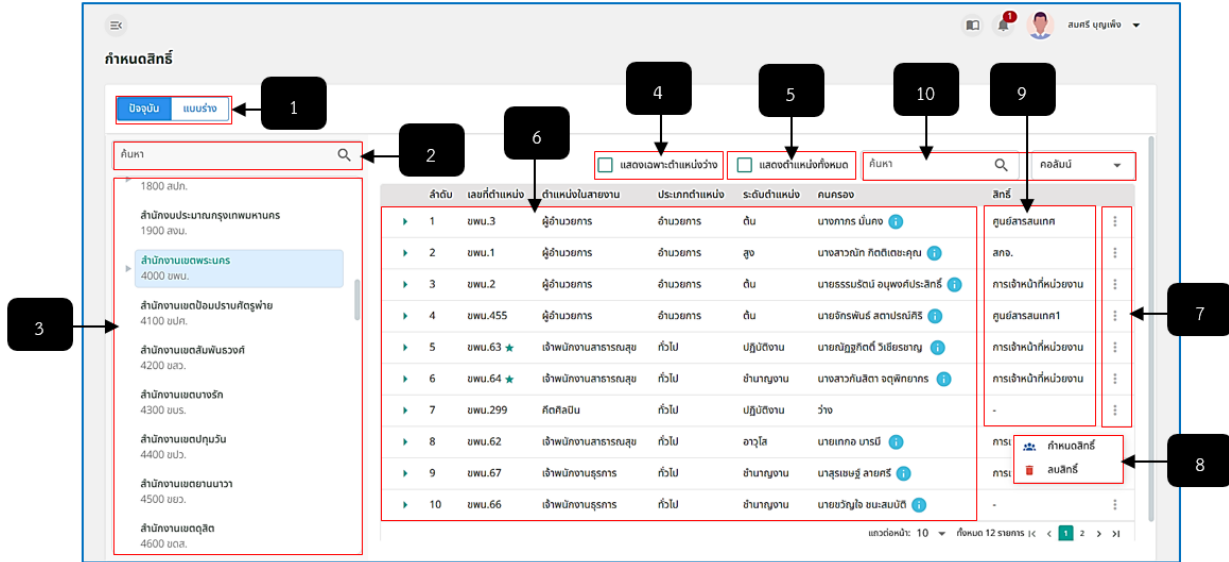 1
สมศรี บุญเพ็ง
กำหนดสิทธิ์
ปัจจุบัน แบบร่าง
1
2
3
4
5
6
7
8
9
10
ค้นหา
1800 สปภ.
สำนักงบประมาณกรุงเทพมหานคร
1900 สงม.
สำนักงานเขตพระนคร
4000 ขพน.
สำนักงานเขตป้อมปราบศัตรูพ่าย
4100 ขปศ.
สำนักงานเขตสัมพันธวงศ์
4200 ขสว.
สำนักงานเขตบางรัก
4300 ขบร.
สำนักงานเขตปทุมวัน
4400 ขปว.
สำนักงานเขตยานนาวา
4500 ขยว.
สำนักงานเขตดุสิต
4600 ขดส.
แสดงเฉพาะตำแหน่งว่าง แสดงตำแหน่งทั้งหมด ค้นหา คอลัมน์
ลำดับ เลขที่ตำแหน่ง ตำแหน่งในสายงาน ประเภทตำแหน่ง ระดับตำแหน่ง คนครอง สิทธิ์
1 ขพน.3 ผู้อำนวยการ อำนวยการ ต้น นางภากร มั่นคง ศูนย์สารสนเทศ
2 ขพน.1 ผู้อำนวยการ อำนวยการ สูง นางสาวณัท กิตติเตชะคุณ สกจ.
3 ขพน.2 ผู้อำนวยการ อำนวยการ ต้น นายธรรมรัตน์ อนุพงศ์ประสิทธิ์ การเจ้าหน้าที่หน่วยงาน
4 ขพน.455 ผู้อำนวยการ อำนวยการ ต้น นายจักรพันธ์ สถาปรณ์ศิริ ศูนย์สารสนเทศ1
5 ขพน.63 ★ เจ้าพนักงานสาธารณสุข ทั่วไป ปฏิบัติงาน นายณัฏฐกิตติ์ วิเชียรชาญ การเจ้าหน้าที่หน่วยงาน
6 ขพน.64 ★ เจ้าพนักงานสาธารณสุข ทั่วไป ชำนาญงาน นางสาวกันสิตา จตุพิทยากร การเจ้าหน้าที่หน่วยงาน
7 ขพน.299 คีตศิลปิน ทั่วไป ปฏิบัติงาน ว่าง -
8 ขพน.62 เจ้าพนักงานสาธารณสุข ทั่วไป อาวุโส นายเกกอ บารมี
9 ขพน.67 เจ้าพนักงานธุรการ ทั่วไป ชำนาญงาน นาสุรเชษฐ์ ลายศรี
10 ขพน.66 เจ้าพนักงานธุรการ ทั่วไป ชำนาญงาน นายขวัญใจ ชนะสมบัติ -
กำหนดสิทธิ์
ลบสิทธิ์
แถวต่อหน้า: 10 ทั้งหมด 12 รายการ |< < 1 2 > >|